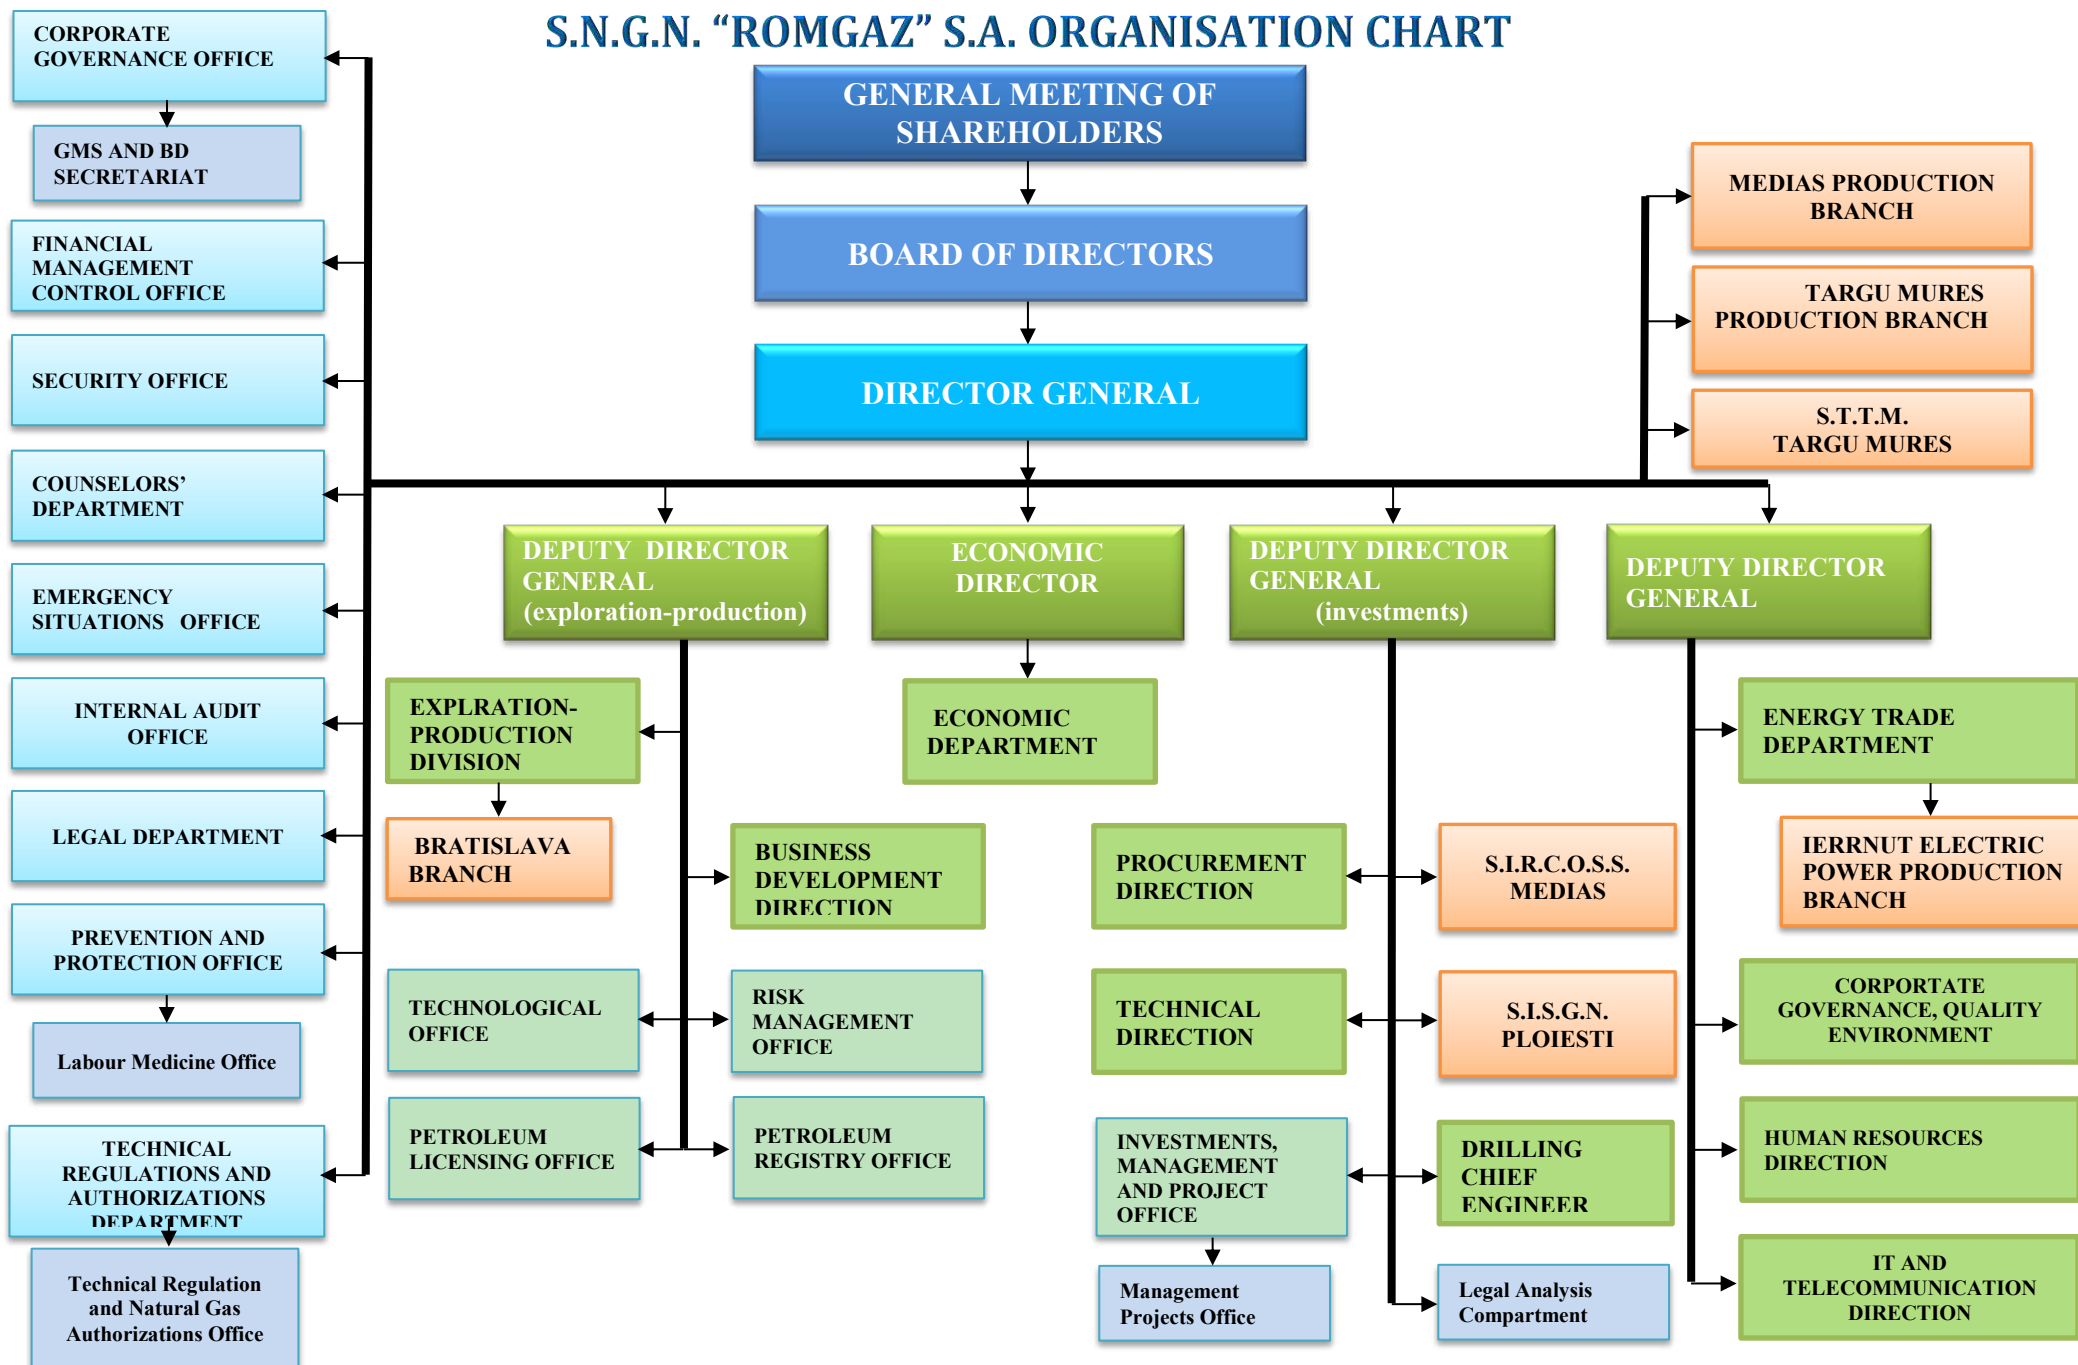 S.N.G.N. “ROMGAZ” S.A. ORGANISATION CHART
CORPORATE
GOVERNANCE OFFICE
GMS AND BD
SECRETARIAT
FINANCIAL
MANAGEMENT
CONTROL OFFICE
SECURITY OFFICE
COUNSELORS’
DEPARTMENT
EMERGENCY
SITUATIONS OFFICE
INTERNAL AUDIT
OFFICE
LEGAL DEPARTMENT
PREVENTION AND
PROTECTION OFFICE
Labour Medicine Office
TECHNICAL
REGULATIONS AND
AUTHORIZATIONS
DEPARTMENT
Technical Regulation
and Natural Gas
Authorizations Office
GENERAL MEETING OF
SHAREHOLDERS
BOARD OF DIRECTORS
DIRECTOR GENERAL
MEDIAS PRODUCTION
BRANCH
TARGU MURES
PRODUCTION BRANCH
S.T.T.M.
TARGU MURES
DEPUTY DIRECTOR
GENERAL
(exploration-production)
ECONOMIC
DIRECTOR
DEPUTY DIRECTOR
GENERAL
(investments)
DEPUTY DIRECTOR
GENERAL
EXPLRATION-
PRODUCTION
DIVISION
BRATISLAVA
BRANCH
BUSINESS
DEVELOPMENT
DIRECTION
TECHNOLOGICAL
OFFICE
RISK
MANAGEMENT
OFFICE
PETROLEUM
LICENSING OFFICE
PETROLEUM
REGISTRY OFFICE
ECONOMIC
DEPARTMENT
PROCUREMENT
DIRECTION
S.I.R.C.O.S.S.
MEDIAS
TECHNICAL
DIRECTION
S.I.S.G.N.
PLOIESTI
INVESTMENTS,
MANAGEMENT
AND PROJECT
OFFICE
DRILLING
CHIEF
ENGINEER
Management
Projects Office
Legal Analysis
Compartment
ENERGY TRADE
DEPARTMENT
IERRNUT ELECTRIC
POWER PRODUCTION
BRANCH
CORPORTATE
GOVERNANCE, QUALITY
ENVIRONMENT
HUMAN RESOURCES
DIRECTION
IT AND
TELECOMMUNICATION
DIRECTION